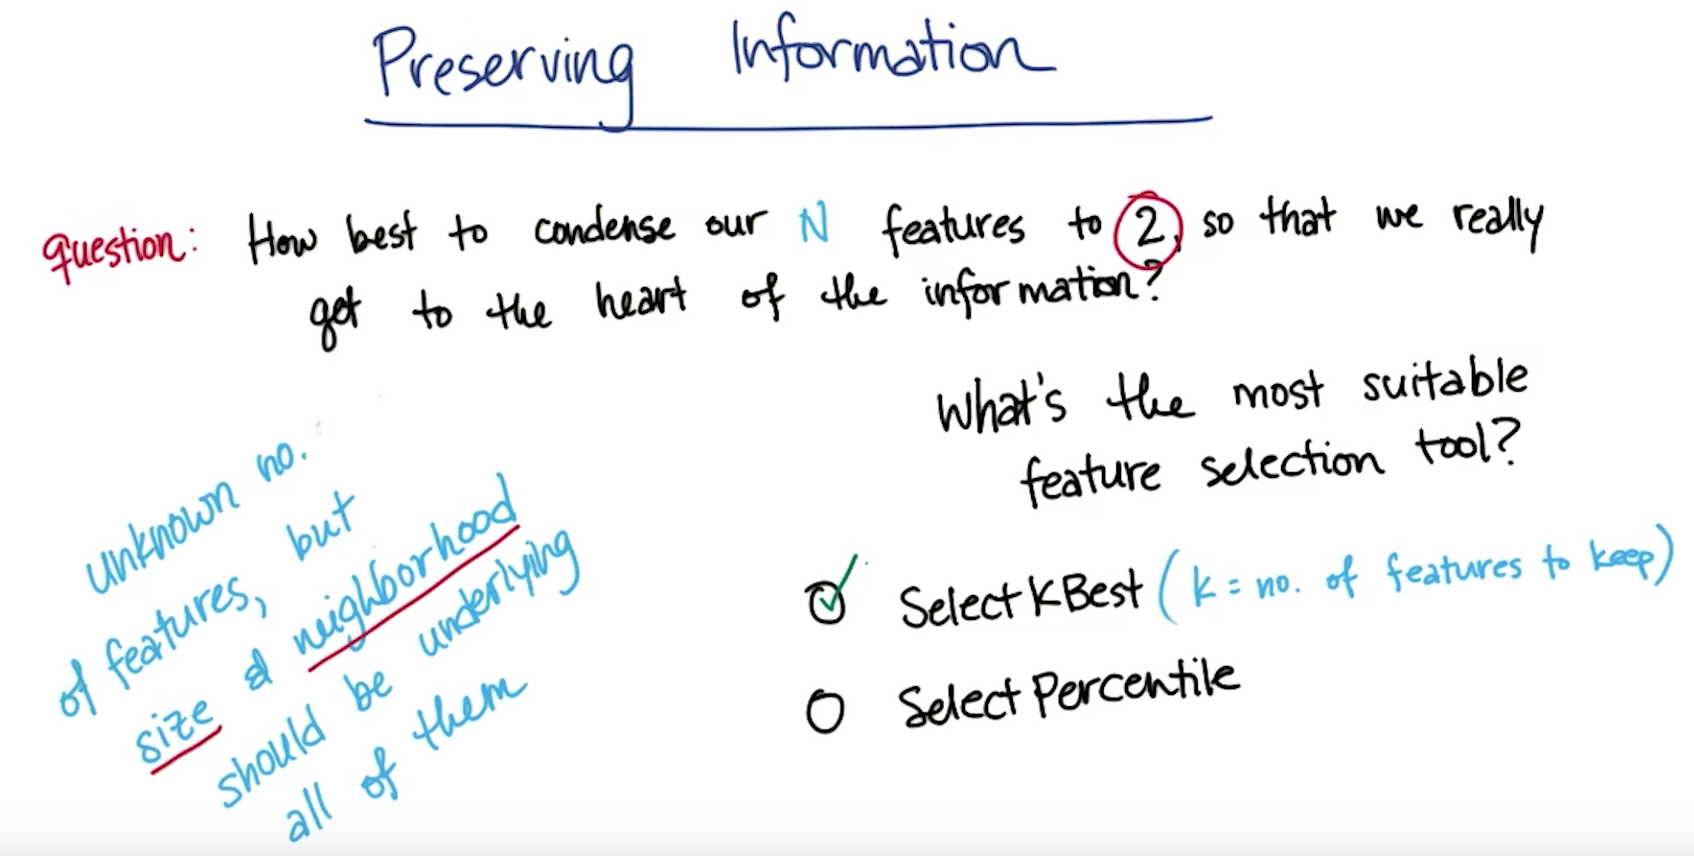 Preserving Information
question: How best to condense our N features to 2, so that we really
get to the heart of the information?
What's the most suitable
feature selection tool?
unknown no.
of features, but
size & neighborhood
should be underlying
all of them
Select KBest (k = no. of features to keep)
Select Percentile